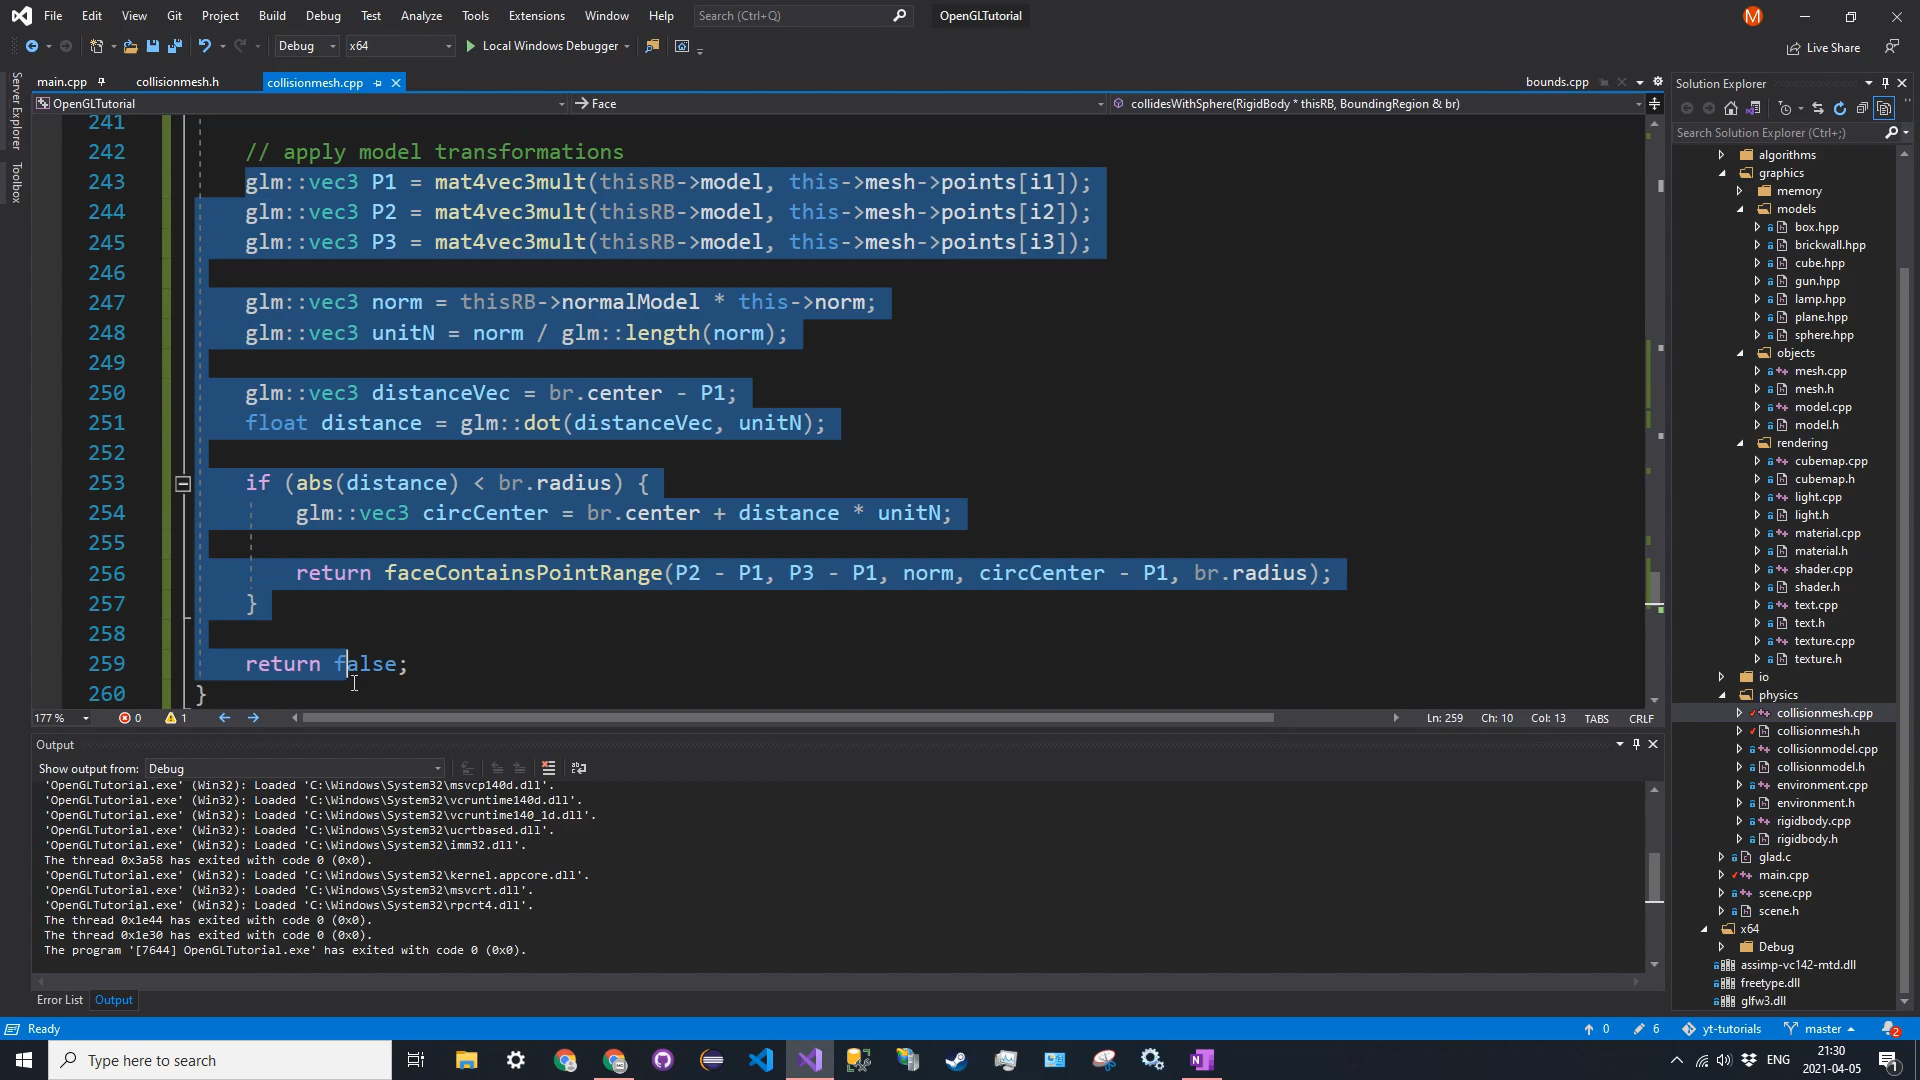 File Edit View Git Project Build Debug Test Analyze Tools Extensions Window Help Search (Ctrl+Q) OpenGLTutorial M
Debug x64 Local Windows Debugger Live Share
main.cpp collisionmesh.h collisionmesh.cpp bounds.cpp
OpenGLTutorial Face collidesWithSphere(RigidBody * thisRB, BoundingRegion & br)
Server Explorer
Toolbox
241
242 // apply model transformations
243 glm::vec3 P1 = mat4vec3mult(thisRB->model, this->mesh->points[i1]);
244 glm::vec3 P2 = mat4vec3mult(thisRB->model, this->mesh->points[i2]);
245 glm::vec3 P3 = mat4vec3mult(thisRB->model, this->mesh->points[i3]);
246
247 glm::vec3 norm = thisRB->normalModel * this->norm;
248 glm::vec3 unitN = norm / glm::length(norm);
249
250 glm::vec3 distanceVec = br.center - P1;
251 float distance = glm::dot(distanceVec, unitN);
252
253 if (abs(distance) < br.radius) {
254 glm::vec3 circCenter = br.center + distance * unitN;
255
256 return faceContainsPointRange(P2 - P1, P3 - P1, norm, circCenter - P1, br.radius);
257 }
258
259 return false;
260 }
177 % 0 1 Ln: 259 Ch: 10 Col: 13 TABS CRLF
Output
Show output from: Debug
'OpenGLTutorial.exe' (Win32): Loaded 'C:\Windows\System32\msvcp140d.dll'.
'OpenGLTutorial.exe' (Win32): Loaded 'C:\Windows\System32\vcruntime140d.dll'.
'OpenGLTutorial.exe' (Win32): Loaded 'C:\Windows\System32\vcruntime140_1d.dll'.
'OpenGLTutorial.exe' (Win32): Loaded 'C:\Windows\System32\ucrtbased.dll'.
'OpenGLTutorial.exe' (Win32): Loaded 'C:\Windows\System32\imm32.dll'.
The thread 0x3a58 has exited with code 0 (0x0).
'OpenGLTutorial.exe' (Win32): Loaded 'C:\Windows\System32\kernel.appcore.dll'.
'OpenGLTutorial.exe' (Win32): Loaded 'C:\Windows\System32\msvcrt.dll'.
'OpenGLTutorial.exe' (Win32): Loaded 'C:\Windows\System32\rpcrt4.dll'.
The thread 0x1e44 has exited with code 0 (0x0).
The thread 0x1e30 has exited with code 0 (0x0).
The program '[7644] OpenGLTutorial.exe' has exited with code 0 (0x0).
Error List Output
Solution Explorer
Search Solution Explorer (Ctrl+;)
algorithms
graphics
memory
models
box.hpp
brickwall.hpp
cube.hpp
gun.hpp
lamp.hpp
plane.hpp
sphere.hpp
objects
mesh.cpp
mesh.h
model.cpp
model.h
rendering
cubemap.cpp
cubemap.h
light.cpp
light.h
material.cpp
material.h
shader.cpp
shader.h
text.cpp
text.h
texture.cpp
texture.h
io
physics
collisionmesh.cpp
collisionmesh.h
collisionmodel.cpp
collisionmodel.h
environment.cpp
environment.h
rigidbody.cpp
rigidbody.h
glad.c
main.cpp
scene.cpp
scene.h
x64
Debug
assimp-vc142-mtd.dll
freetype.dll
glfw3.dll
Ready 0 6 yt-tutorials master 2
Type here to search ENG 21:30
2021-04-05 1